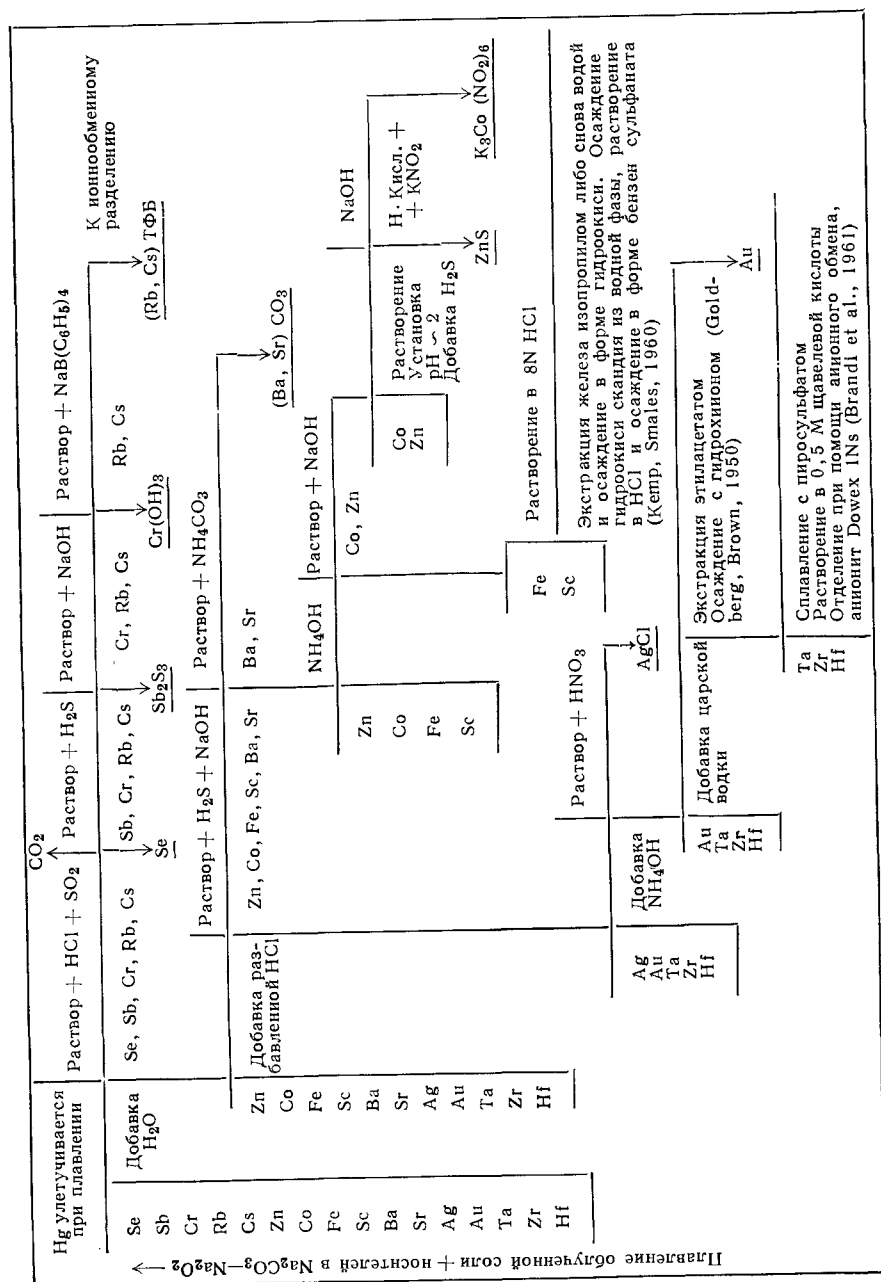 Плавление облученной соли + носителей в Na₂CO₃—Na₂O₂ →
Hg улетучивается
при плавлении
Se
Sb
Cr
Rb
Cs
Zn
Co
Fe
Sc
Ba
Sr
Ag
Au
Ta
Zr
Hf
Добавка
H₂O
CO₂
Раствор + HCl + SO₂
Se, Sb, Cr, Rb, Cs
Se
Раствор + H₂S
Sb, Cr, Rb, Cs
Sb₂S₃
Раствор + NaOH
Cr, Rb, Cs
Cr(OH)₃
Раствор + NaB(C₆H₅)₄
Rb, Cs
(Rb, Cs) ТФБ
К ионнообменному
разделению
Zn
Co
Fe
Sc
Ba
Sr
Ag
Au
Ta
Zr
Hf
Добавка раз-
бавленной HCl
Раствор + H₂S + NaOH
Zn, Co, Fe, Sc, Ba, Sr
Раствор + NH₄CO₃
Ba, Sr
(Ba, Sr) CO₃
Zn
Co
Fe
Sc
NH₄OH
Раствор + NaOH
Co, Zn
Co
Zn
Растворение
Установка
pH ∽ 2
Добавка H₂S
ZnS
NaOH
Н. Кисл. +
+ KNO₂
K₃Co (NO₂)₆
Fe
Sc
Растворение в 8N HCl
Экстракция железа изопропилом либо снова водой
и осаждение в форме гидроокиси. Осаждение
гидроокиси скандия из водной фазы, растворение
в HCl и осаждение в форме бензен сульфаната
(Kemp, Smales, 1960)
Ag
Au
Ta
Zr
Hf
Добавка
NH₄OH
Раствор + HNO₃
AgCl
Au
Ta
Zr
Hf
Добавка царской
водки
Экстракция этилацетатом
Осаждение с гидрохиионом (Gold-
berg, Brown, 1950)
Au
Ta
Zr
Hf
Сплавление с пиросульфатом
Растворение в 0,5 М щавелевой кислоты
Отделение при помощи аиионного обмена,
анионит Dowex 1Ns (Brandi et al., 1961)